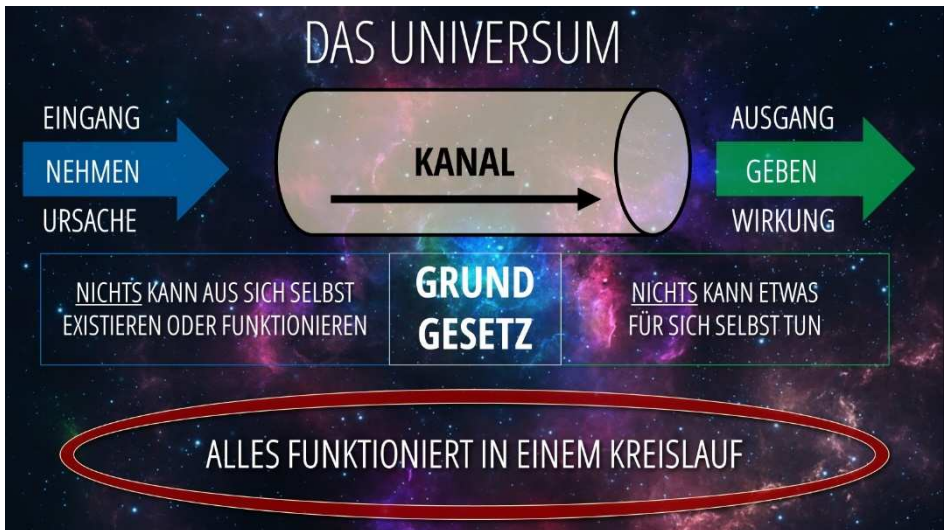 DAS UNIVERSUM
EINGANG
NEHMEN
URSACHE
KANAL
AUSGANG
GEBEN
WIRKUNG
NICHTS KANN AUS SICH SELBST
EXISTIEREN ODER FUNKTIONIEREN
GRUND
GESETZ
NICHTS KANN ETWAS
FÜR SICH SELBST TUN
ALLES FUNKTIONIERT IN EINEM KREISLAUF